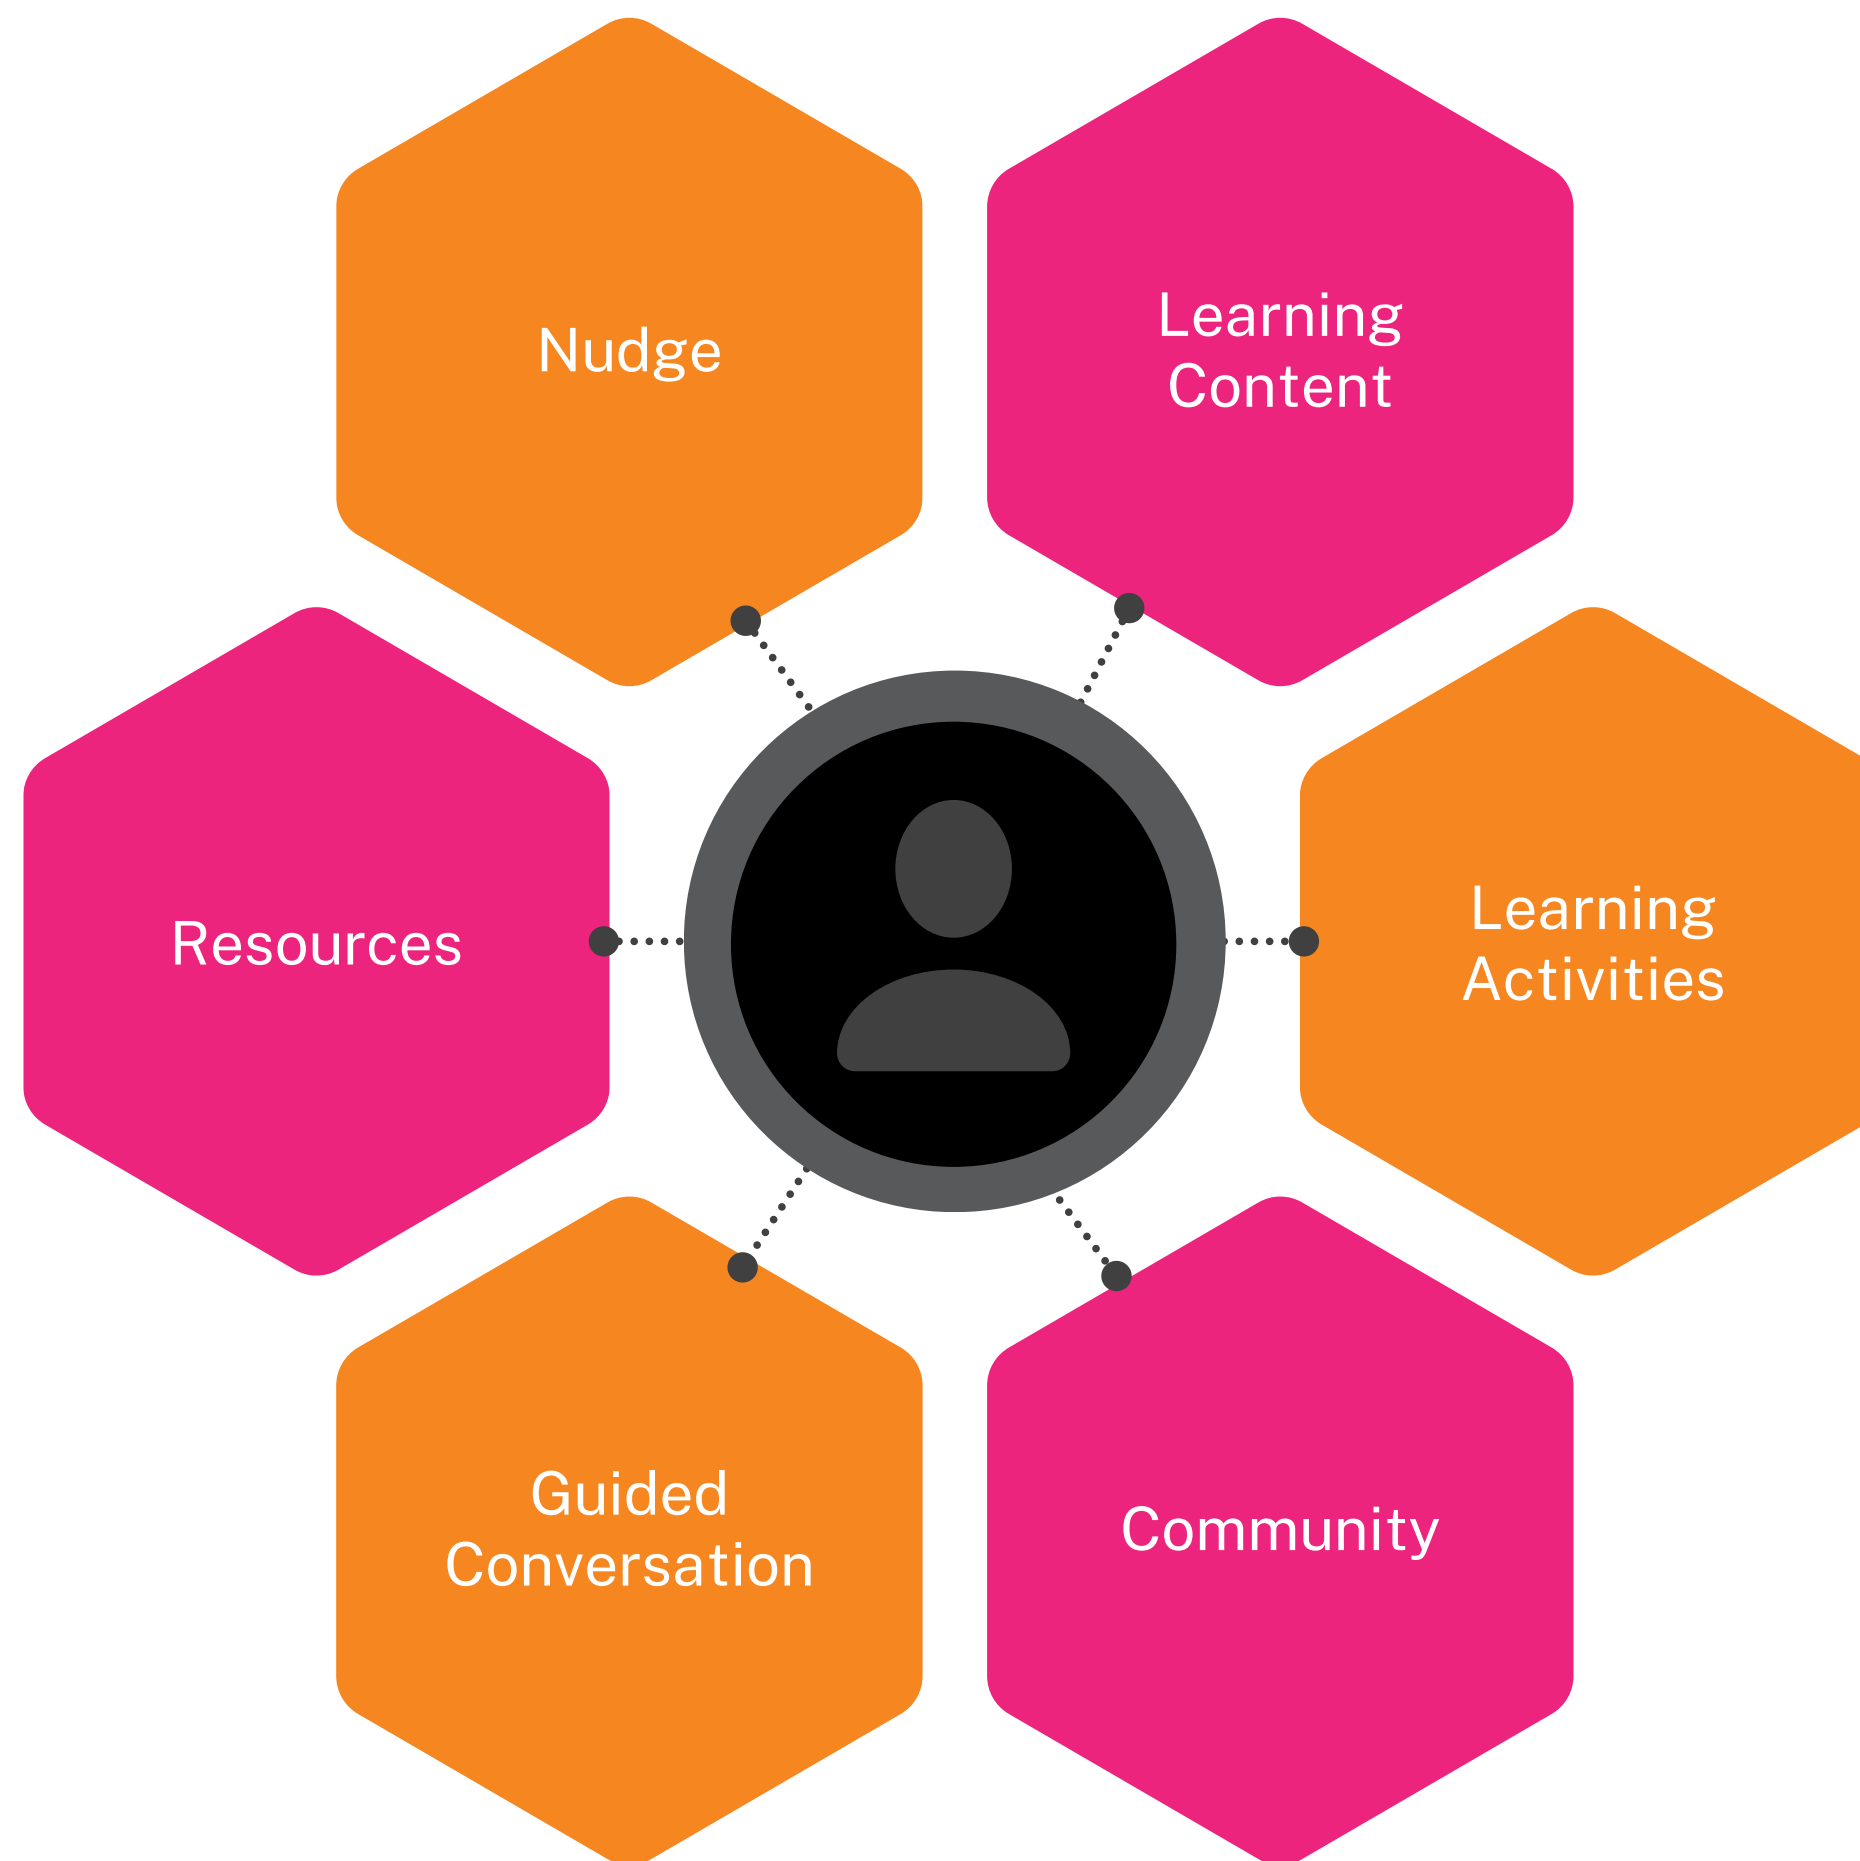 Nudge
Learning
Content
Resources
Learning
Activities
Guided
Conversation
Community